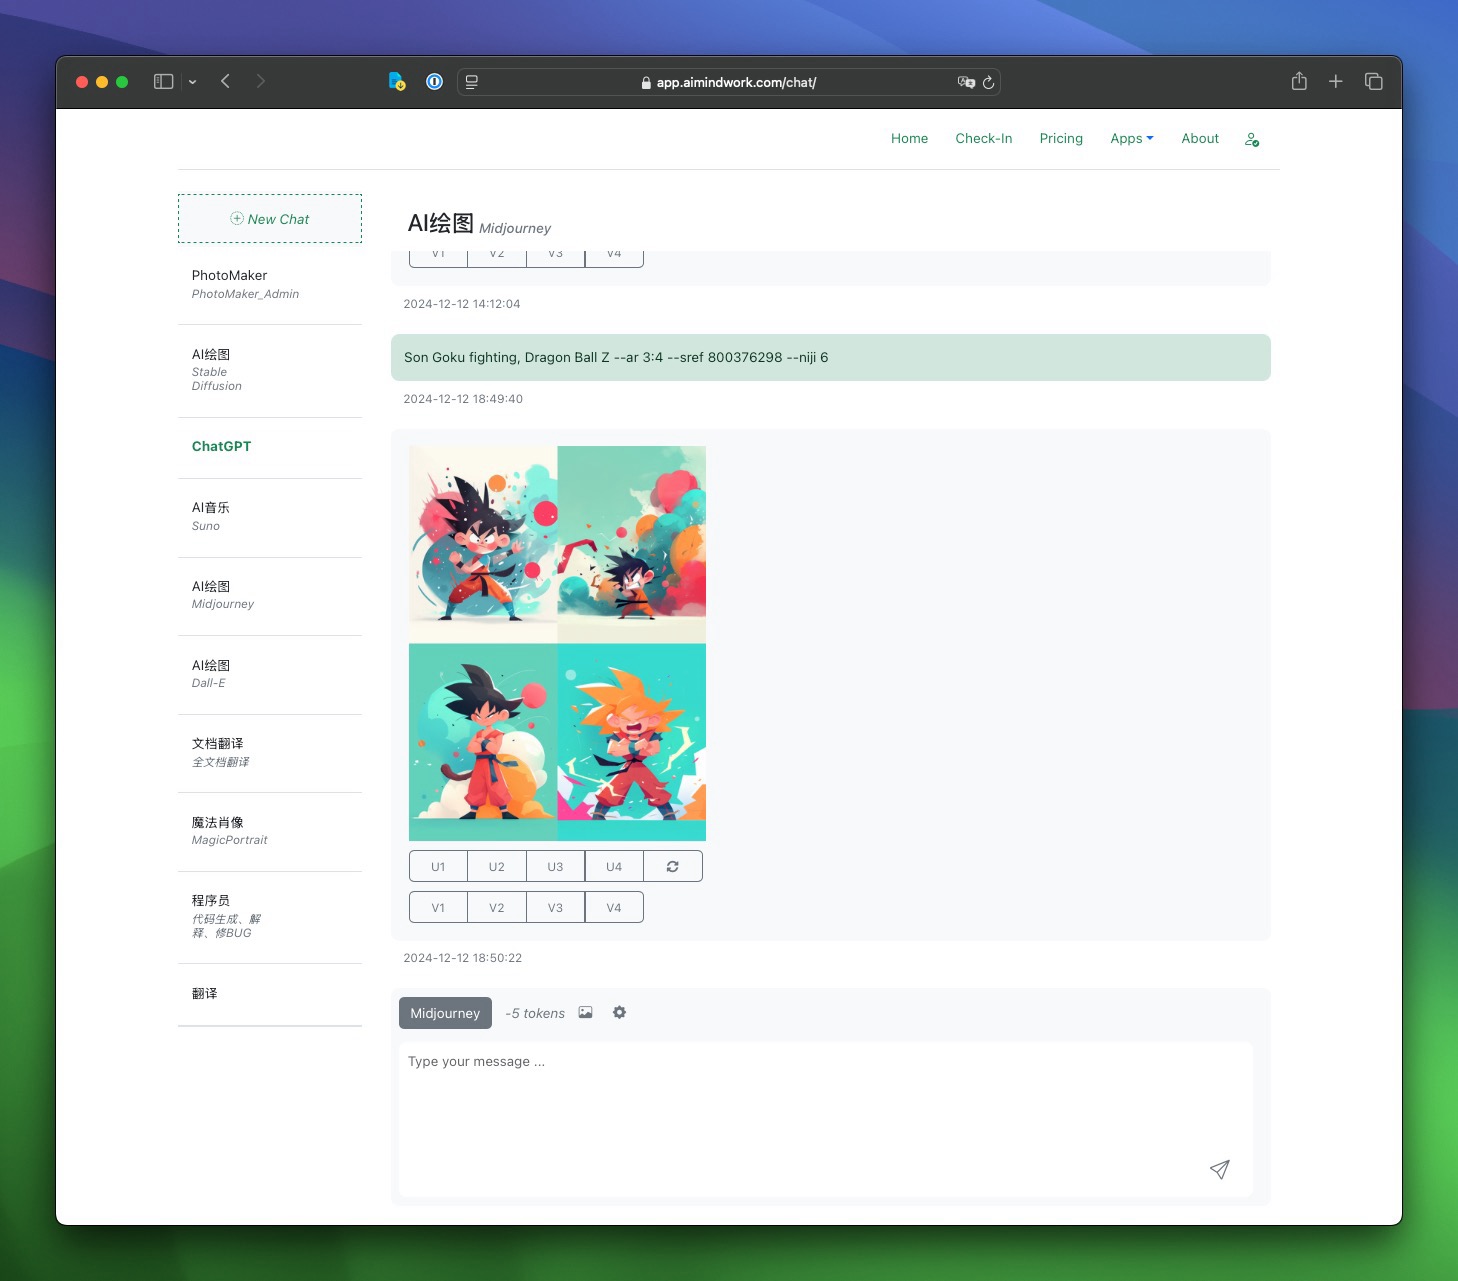 app.aimindwork.com/chat/
Home Check-In Pricing Apps About
New Chat
PhotoMaker
PhotoMaker_Admin
AI绘图
Stable
Diffusion
ChatGPT
AI音乐
Suno
AI绘图
Midjourney
AI绘图
Dall-E
文档翻译
全文档翻译
魔法肖像
MagicPortrait
程序员
代码生成、解
释、修BUG
翻译
AI绘图 Midjourney
V1 V2 V3 V4
2024-12-12 14:12:04
Son Goku fighting, Dragon Ball Z --ar 3:4 --sref 800376298 --niji 6
2024-12-12 18:49:40
U1 U2 U3 U4
V1 V2 V3 V4
2024-12-12 18:50:22
Midjourney -5 tokens
Type your message ...